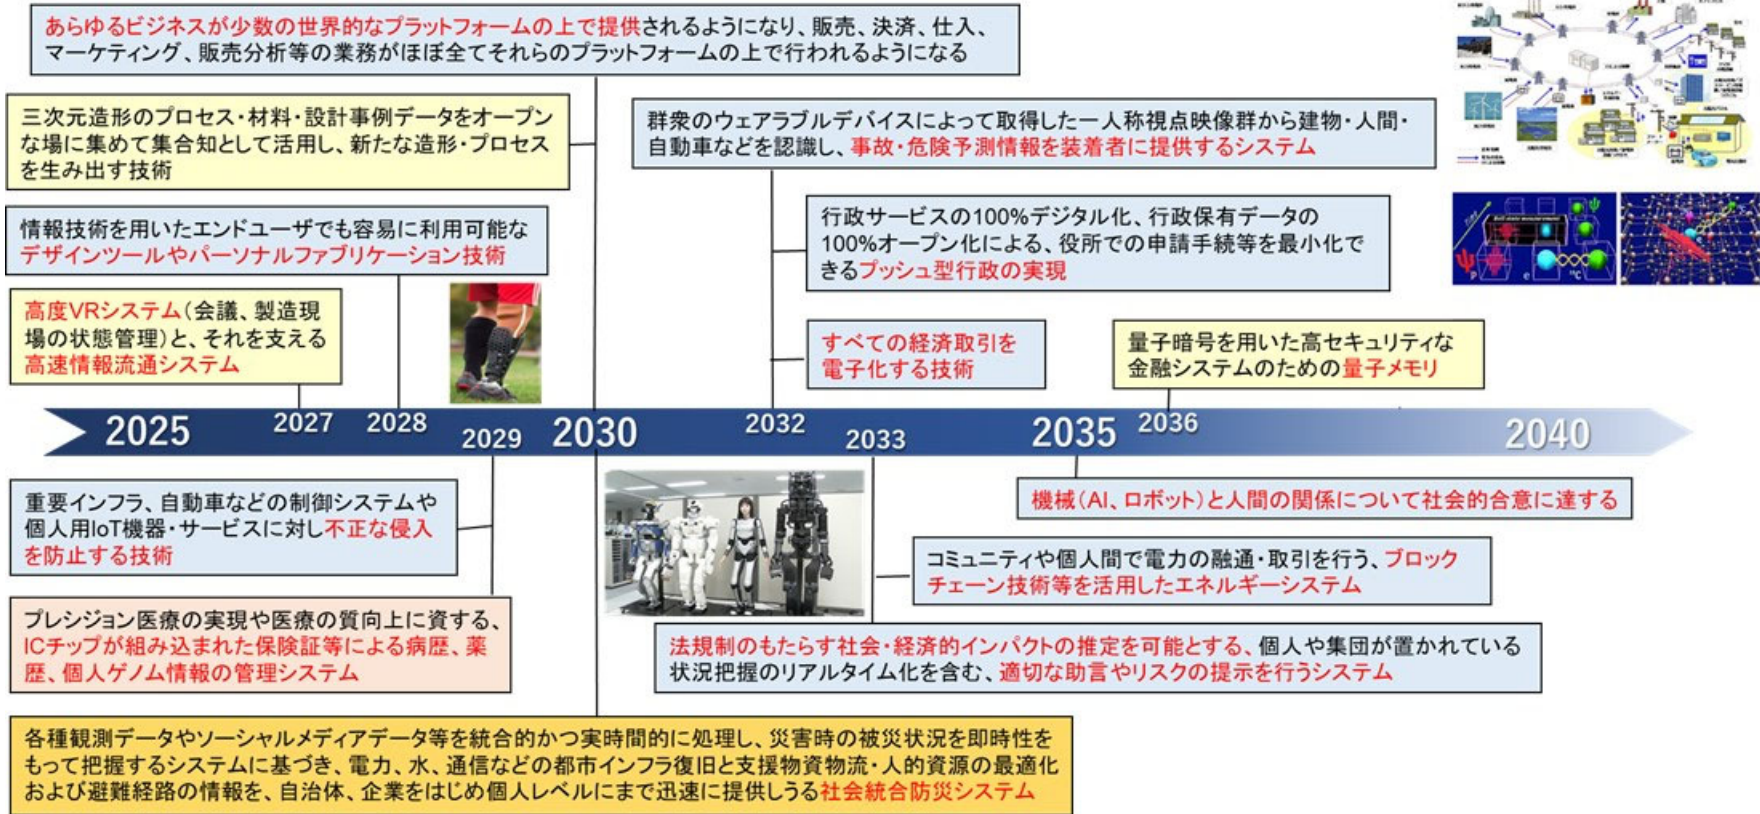 あらゆるビジネスが少数の世界的なプラットフォームの上で提供されるようになり、販売、決済、仕入、
マーケティング、販売分析等の業務がほぼ全てそれらのプラットフォームの上で行われるようになる
三次元造形のプロセス・材料・設計事例データをオープン
な場に集めて集合知として活用し、新たな造形・プロセス
を生み出す技術
群衆のウェアラブルデバイスによって取得した一人称視点映像群から建物・人間・
自動車などを認識し、事故・危険予測情報を装着者に提供するシステム
情報技術を用いたエンドユーザでも容易に利用可能な
デザインツールやパーソナルファブリケーション技術
行政サービスの100%デジタル化、行政保有データの
100%オープン化による、役所での申請手続等を最小化で
きるプッシュ型行政の実現
高度VRシステム（会議、製造現
場の状態管理）と、それを支える
高速情報流通システム
すべての経済取引を
電子化する技術
量子暗号を用いた高セキュリティな
金融システムのための量子メモリ
2025
2027
2028
2029
2030
2032
2033
2035
2036
2040
重要インフラ、自動車などの制御システムや
個人用IoT機器・サービスに対し不正な侵入
を防止する技術
機械（AI、ロボット）と人間の関係について社会的合意に達する
コミュニティや個人間で電力の融通・取引を行う、ブロック
チェーン技術等を活用したエネルギーシステム
プレシジョン医療の実現や医療の質向上に資する、
ICチップが組み込まれた保険証等による病歴、薬
歴、個人ゲノム情報の管理システム
法規制のもたらす社会・経済的インパクトの推定を可能とする、個人や集団が置かれている
状況把握のリアルタイム化を含む、適切な助言やリスクの提示を行うシステム
各種観測データやソーシャルメディアデータ等を統合的かつ実時間的に処理し、災害時の被災状況を即時性を
もって把握するシステムに基づき、電力、水、通信などの都市インフラ復旧と支援物資物流・人的資源の最適化
および避難経路の情報を、自治体、企業をはじめ個人レベルにまで迅速に提供しうる社会統合防災システム